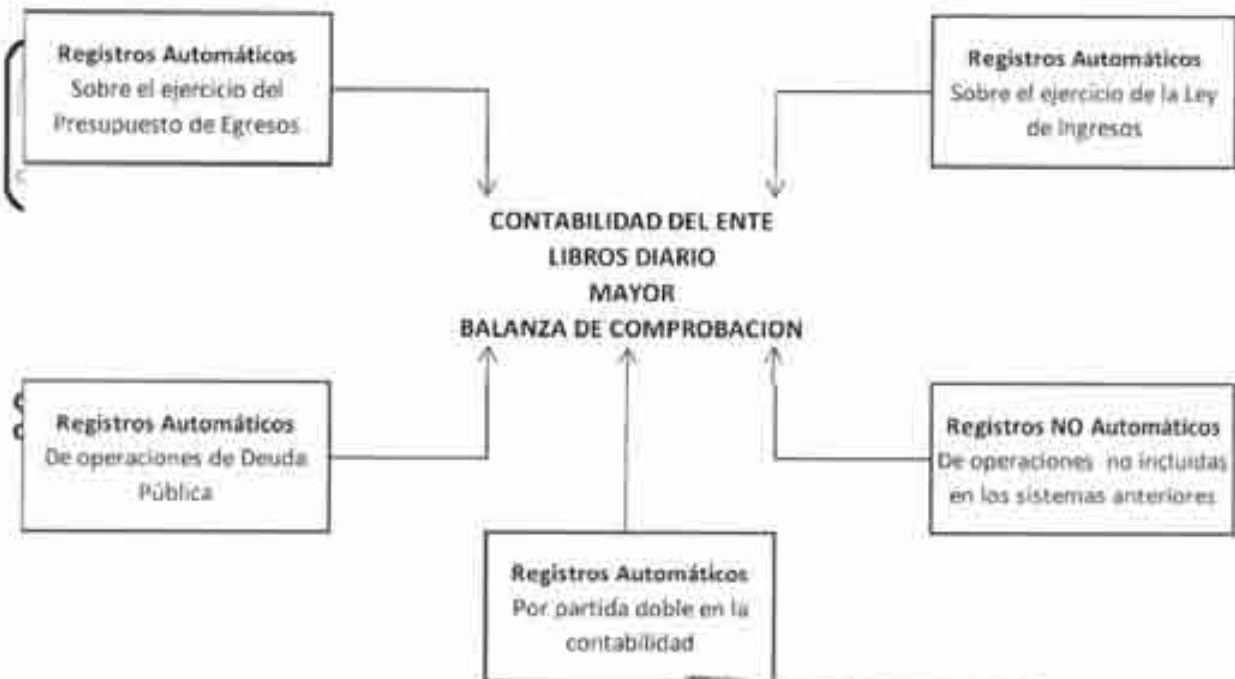 Registros Automáticos
Sobre el ejercicio del
Presupuesto de Egresos
Registros Automáticos
Sobre el ejercicio de la Ley
de Ingresos
CONTABILIDAD DEL ENTE
LIBROS DIARIO
MAYOR
BALANZA DE COMPROBACION
Registros Automáticos
De operaciones de Deuda
Pública
Registros NO Automáticos
De operaciones no incluidas
en los sistemas anteriores
Registros Automáticos
Por partida doble en la
contabilidad